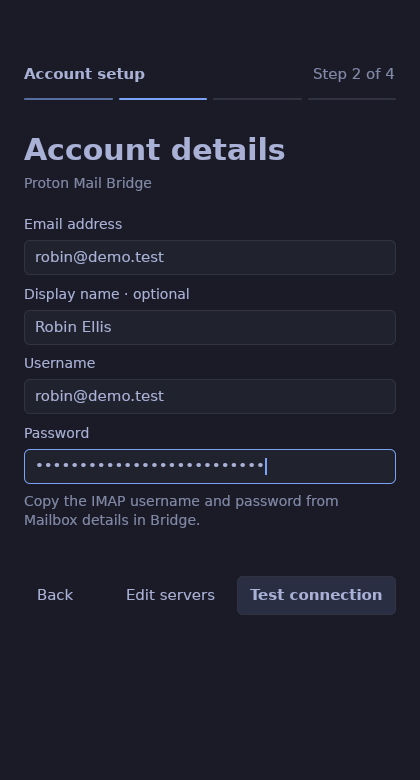 Account setup
Step 2 of 4
Account details
Proton Mail Bridge
Email address
robin@demo.test
Display name · optional
Robin Ellis
Username
robin@demo.test
Password
••••••••••••••••••••••••••
Copy the IMAP username and password from
Mailbox details in Bridge.
Back
Edit servers
Test connection